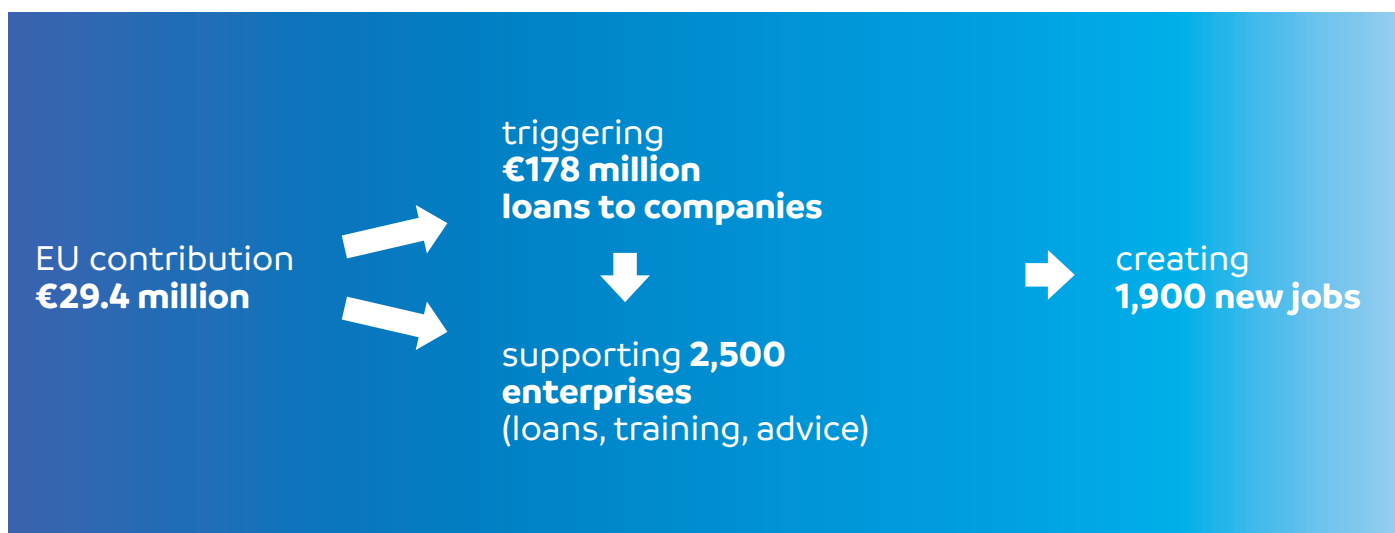 EU contribution
€29.4 million
triggering
€178 million
loans to companies
supporting 2,500
enterprises
(loans, training, advice)
creating
1,900 new jobs